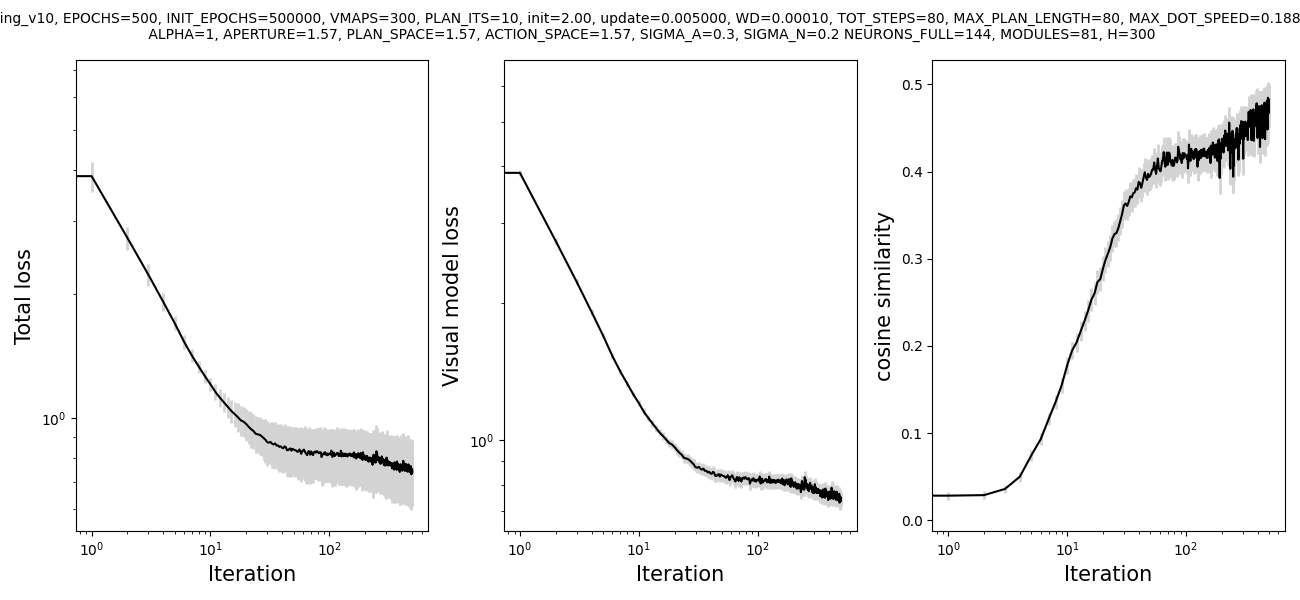 ing_v10, EPOCHS=500, INIT_EPOCHS=500000, VMAPS=300, PLAN_ITS=10, init=2.00, update=0.005000, WD=0.00010, TOT_STEPS=80, MAX_PLAN_LENGTH=80, MAX_DOT_SPEED=0.188
ALPHA=1, APERTURE=1.57, PLAN_SPACE=1.57, ACTION_SPACE=1.57, SIGMA_A=0.3, SIGMA_N=0.2 NEURONS_FULL=144, MODULES=81, H=300
Total loss
10⁰
10⁰ 10¹ 10²
Iteration
Visual model loss
10⁰
10⁰ 10¹ 10²
Iteration
cosine similarity
0.5
0.4
0.3
0.2
0.1
0.0
10⁰ 10¹ 10²
Iteration